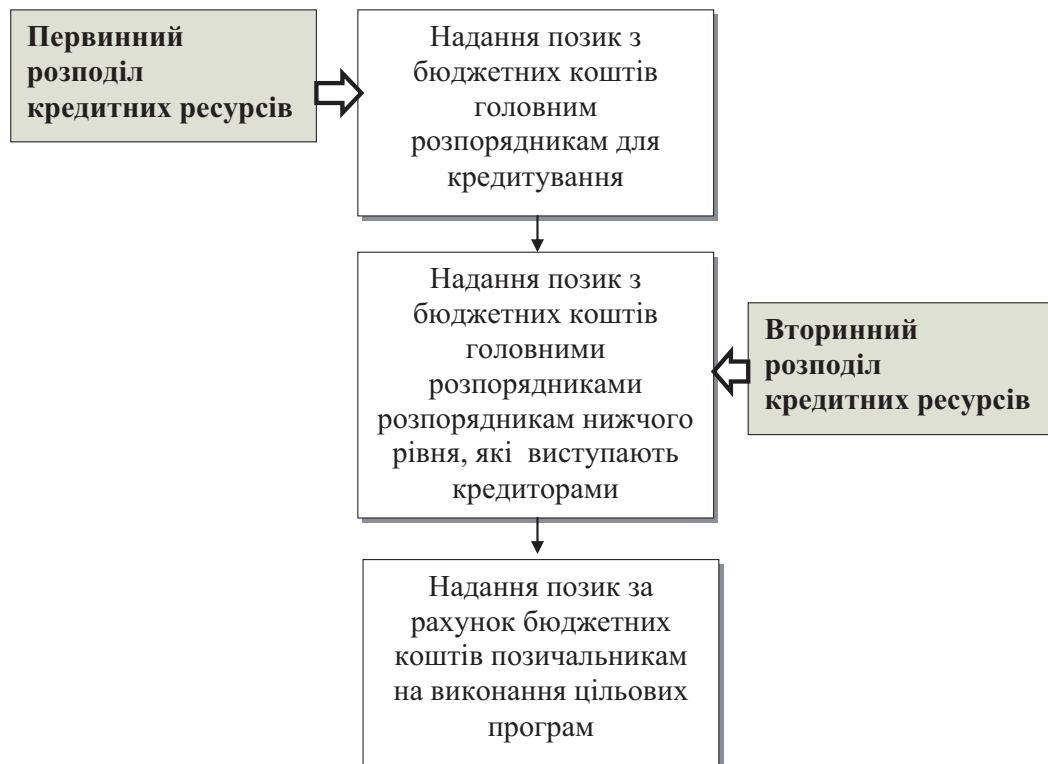 Первинний
розподіл
кредитних ресурсів
Надання позик з
бюджетних коштів
головним
розпорядникам для
кредитування
Надання позик з
бюджетних коштів
головними
розпорядниками
розпорядникам нижчого
рівня, які виступають
кредиторами
Вторинний
розподіл
кредитних ресурсів
Надання позик за
рахунок бюджетних
коштів позичальникам
на виконання цільових
програм